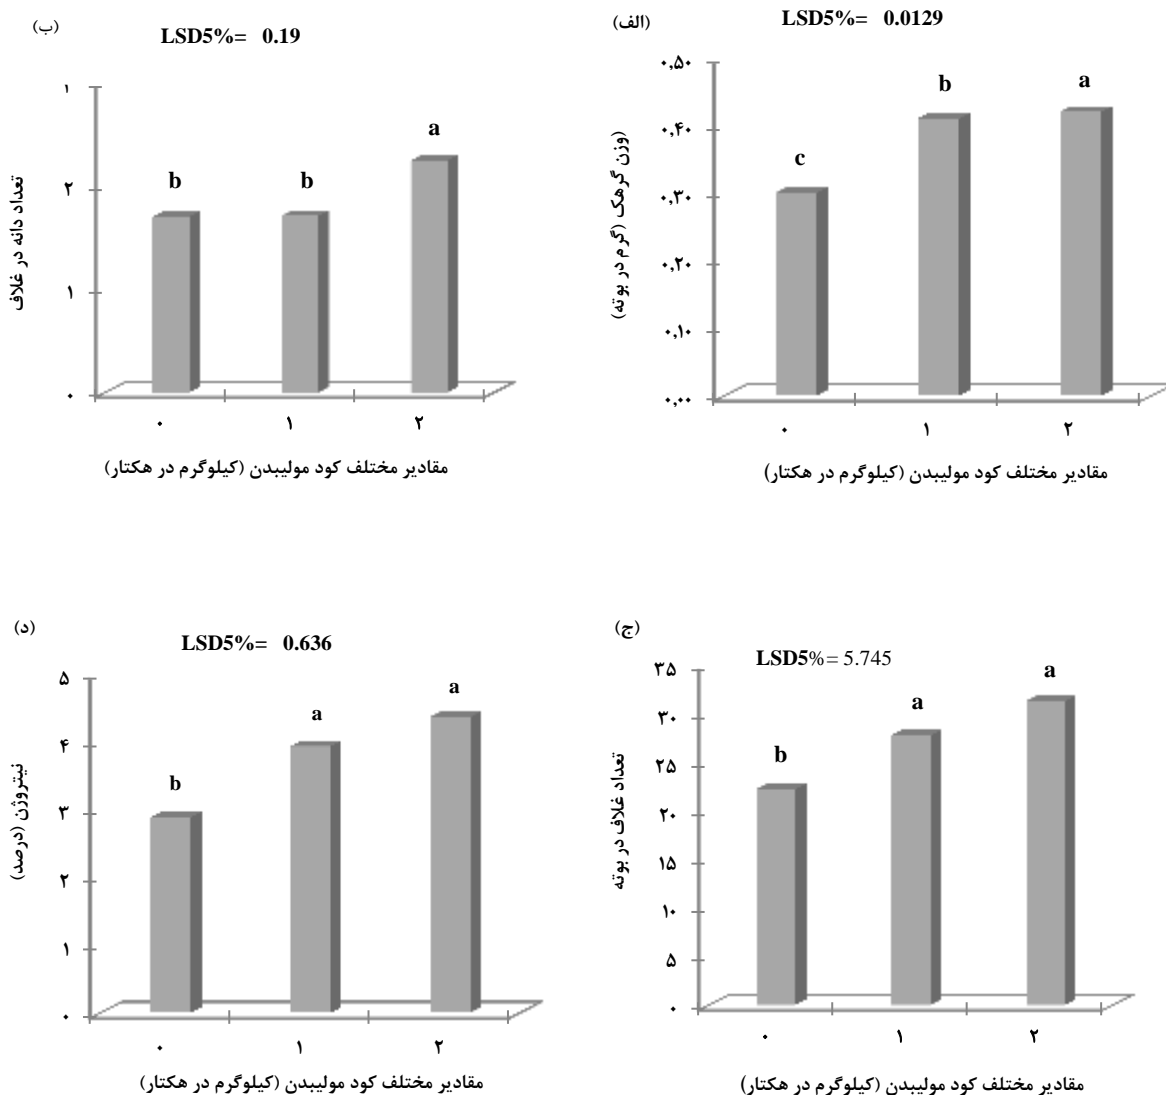 (الف)
LSD5%= 0.0129
۰,۵۰
۰,۴۰
۰,۳۰
۰,۲۰
۰,۱۰
۰,۰۰
وزن گرهک (گرم در بوته)
c
b
a
۰
۱
۲
مقادیر مختلف کود مولیبدن (کیلوگرم در هکتار)
(ب)
LSD5%= 0.19
۱
۲
۱
۰
تعداد دانه در غلاف
b
b
a
۰
۱
۲
مقادیر مختلف کود مولیبدن (کیلوگرم در هکتار)
(ج)
LSD5%= 5.745
۳۵
۳۰
۲۵
۲۰
۱۵
۱۰
۵
۰
تعداد غلاف در بوته
b
a
a
۰
۱
۲
مقادیر مختلف کود مولیبدن (کیلوگرم در هکتار)
(د)
LSD5%= 0.636
۵
۴
۳
۲
۱
۰
نیتروژن (درصد)
b
a
a
۰
۱
۲
مقادیر مختلف کود مولیبدن (کیلوگرم در هکتار)